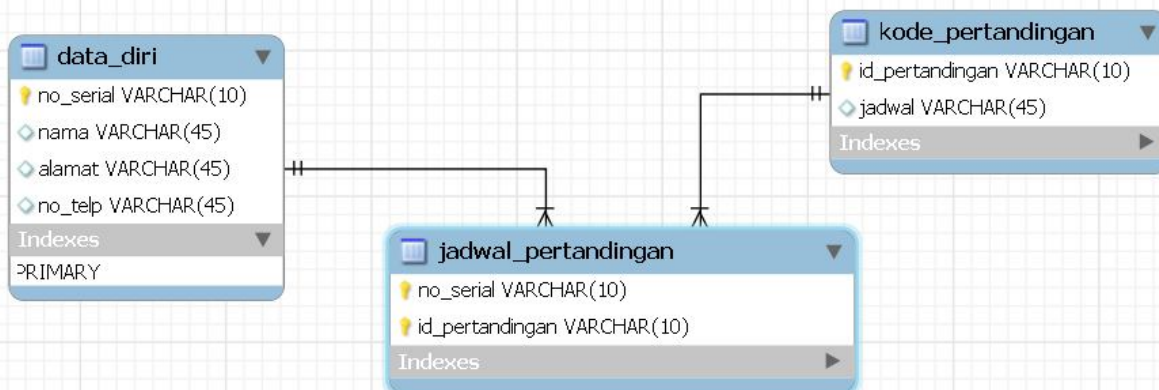 data_diri
no_serial VARCHAR(10)
nama VARCHAR(45)
alamat VARCHAR(45)
no_telp VARCHAR(45)
Indexes
PRIMARY
kode_pertandingan
id_pertandingan VARCHAR(10)
jadwal VARCHAR(45)
Indexes
jadwal_pertandingan
no_serial VARCHAR(10)
id_pertandingan VARCHAR(10)
Indexes